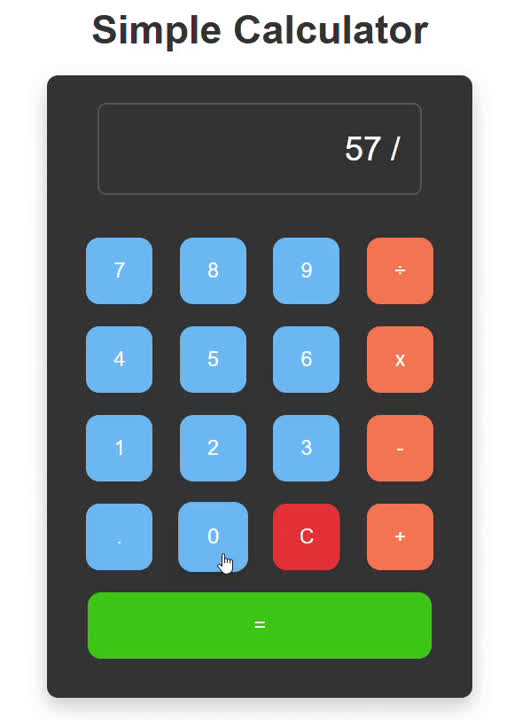 Simple Calculator
57 /
7 8 9 ÷
4 5 6 x
1 2 3 -
. 0 C +
=